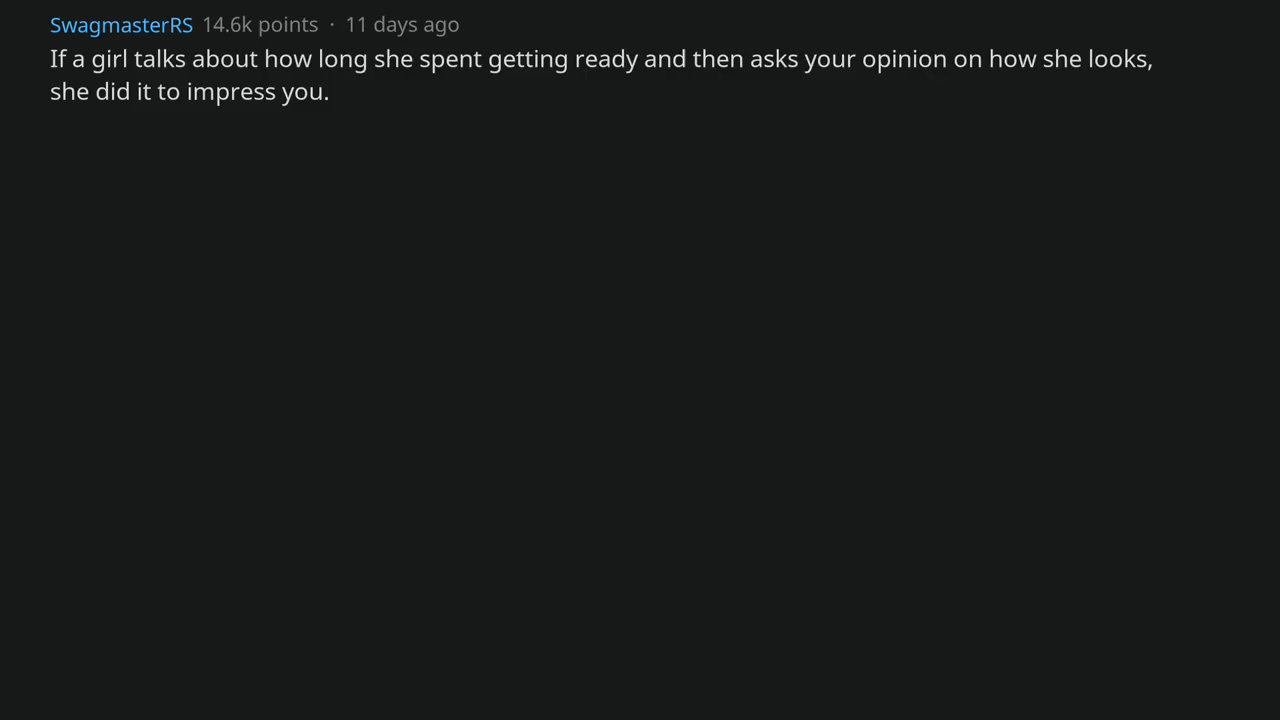 SwagmasterRS 14.6k points · 11 days ago
If a girl talks about how long she spent getting ready and then asks your opinion on how she looks,
she did it to impress you.